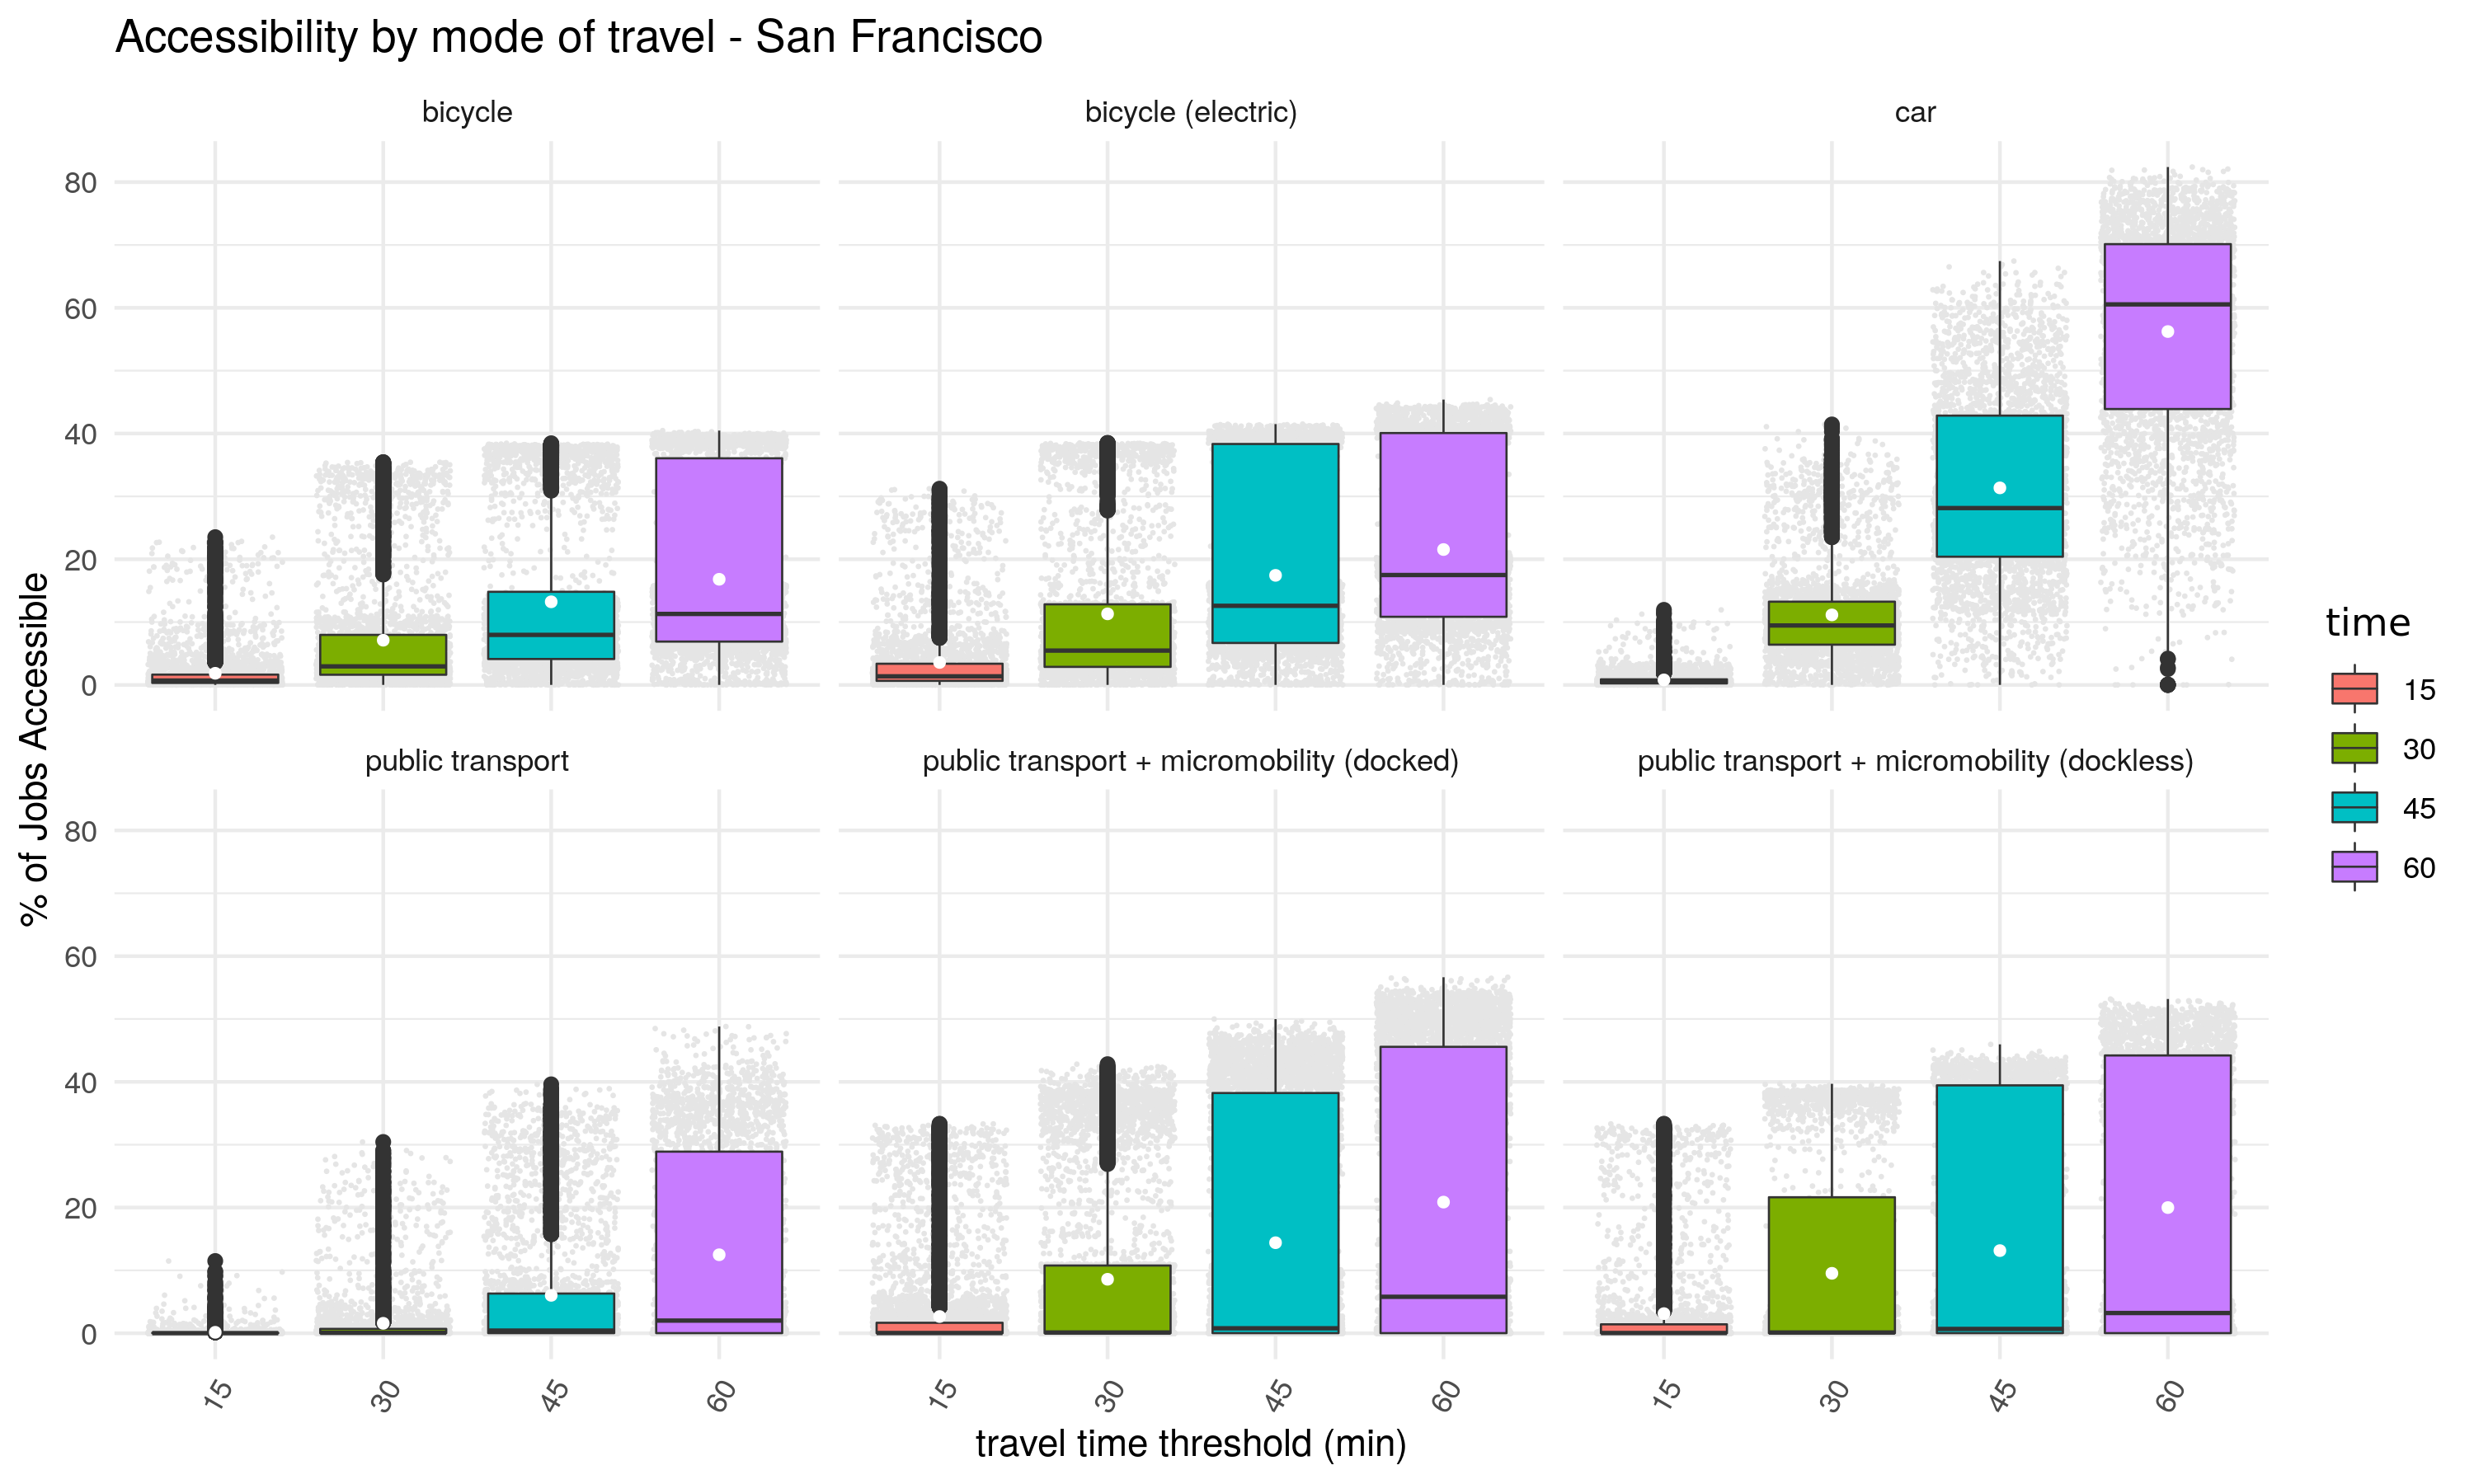 Accessibility by mode of travel - San Francisco
bicycle
bicycle (electric)
car
80
60
40
20
0
public transport
public transport + micromobility (docked)
public transport + micromobility (dockless)
80
60
40
20
0
% of Jobs Accessible
15
30
45
60
15
30
45
60
15
30
45
60
travel time threshold (min)
time
15
30
45
60